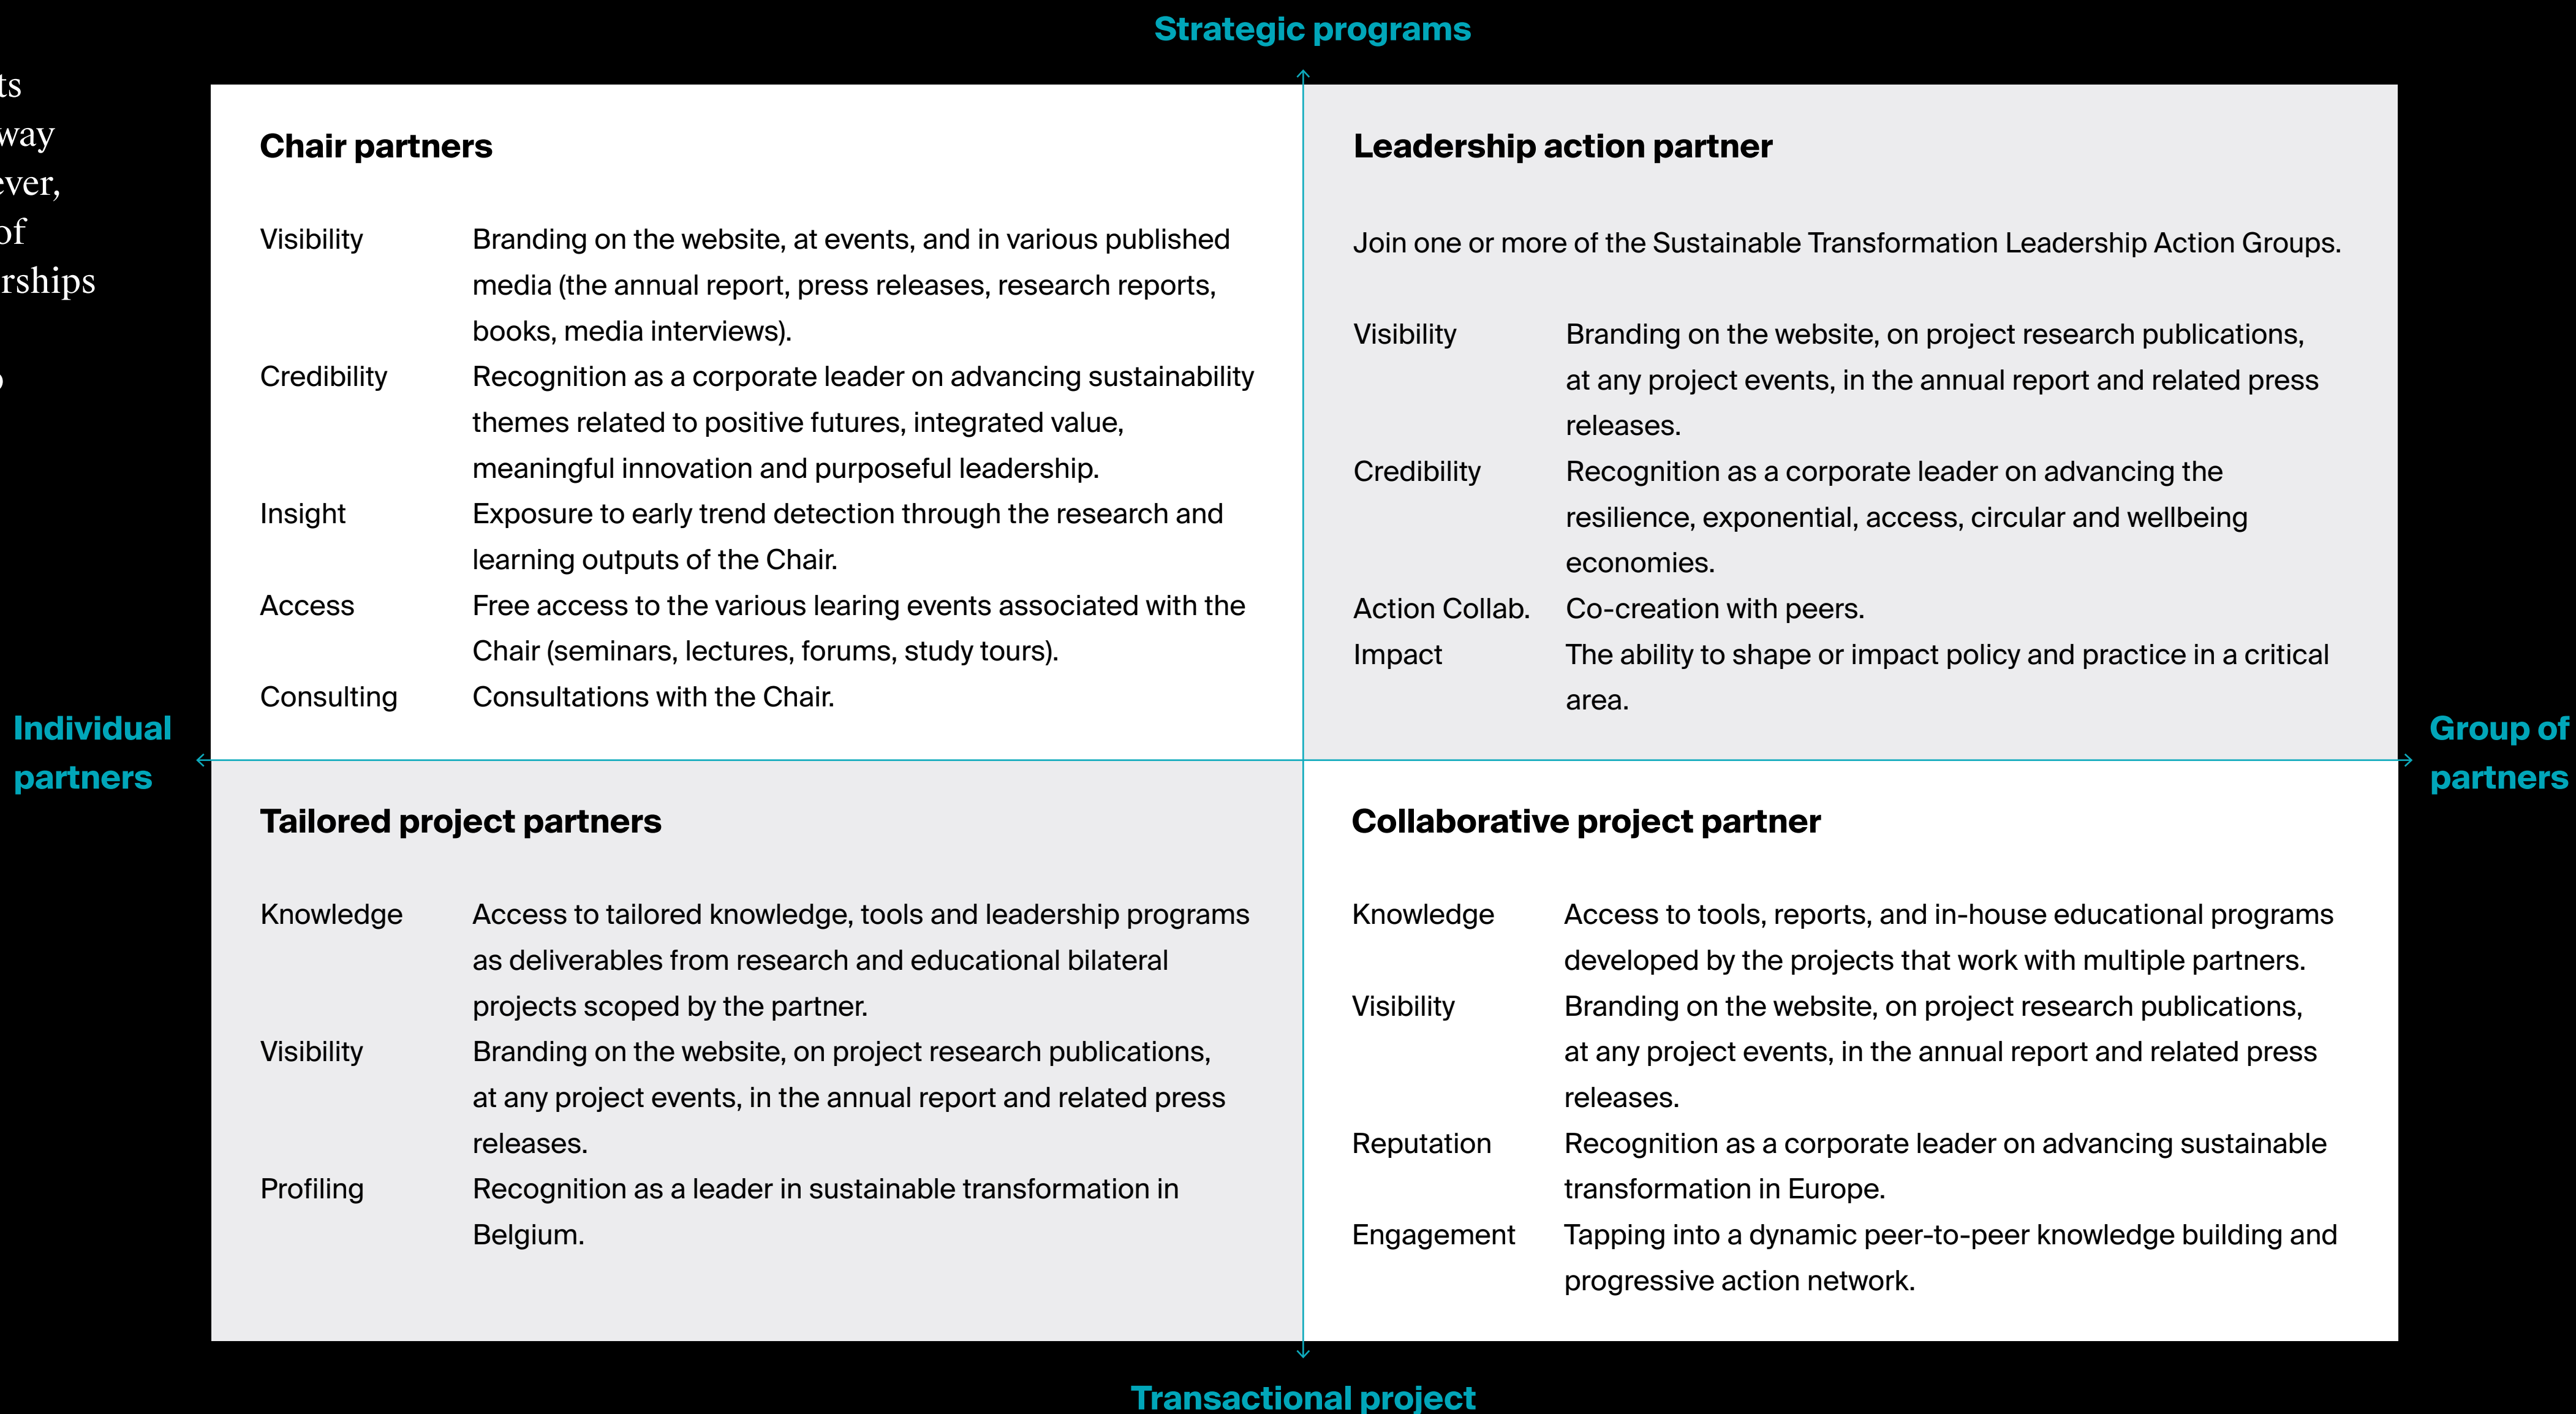 Strategic programs
ts
way
ever,
of
rships
Chair partners
Visibility Branding on the website, at events, and in various published
media (the annual report, press releases, research reports,
books, media interviews).
Credibility Recognition as a corporate leader on advancing sustainability
themes related to positive futures, integrated value,
meaningful innovation and purposeful leadership.
Insight Exposure to early trend detection through the research and
learning outputs of the Chair.
Access Free access to the various learing events associated with the
Chair (seminars, lectures, forums, study tours).
Consulting Consultations with the Chair.
Leadership action partner
Join one or more of the Sustainable Transformation Leadership Action Groups.
Visibility Branding on the website, on project research publications,
at any project events, in the annual report and related press
releases.
Credibility Recognition as a corporate leader on advancing the
resilience, exponential, access, circular and wellbeing
economies.
Action Collab. Co-creation with peers.
Impact The ability to shape or impact policy and practice in a critical
area.
Individual
partners
Group of
partners
Tailored project partners
Knowledge Access to tailored knowledge, tools and leadership programs
as deliverables from research and educational bilateral
projects scoped by the partner.
Visibility Branding on the website, on project research publications,
at any project events, in the annual report and related press
releases.
Profiling Recognition as a leader in sustainable transformation in
Belgium.
Collaborative project partner
Knowledge Access to tools, reports, and in-house educational programs
developed by the projects that work with multiple partners.
Visibility Branding on the website, on project research publications,
at any project events, in the annual report and related press
releases.
Reputation Recognition as a corporate leader on advancing sustainable
transformation in Europe.
Engagement Tapping into a dynamic peer-to-peer knowledge building and
progressive action network.
Transactional project